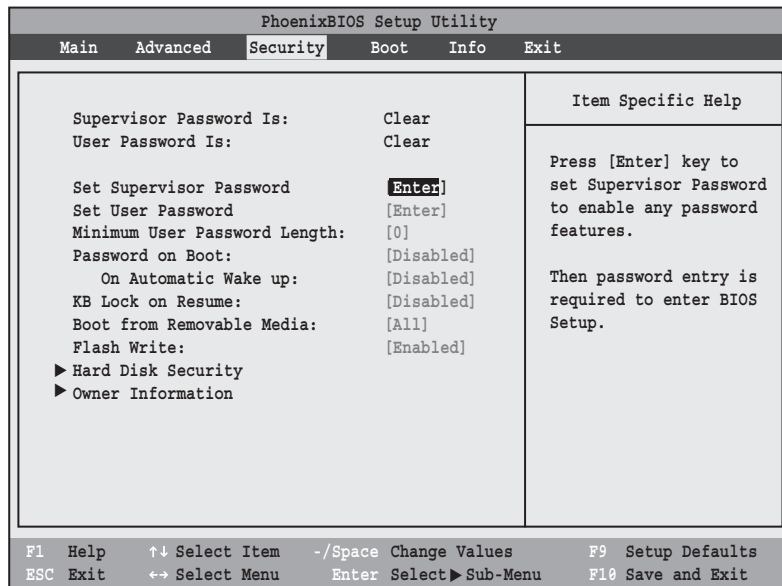 PhoenixBIOS Setup Utility
Main Advanced Security Boot Info Exit
Supervisor Password Is: Clear
User Password Is: Clear
Set Supervisor Password [Enter]
Set User Password [Enter]
Minimum User Password Length: [0]
Password on Boot: [Disabled]
On Automatic Wake up: [Disabled]
KB Lock on Resume: [Disabled]
Boot from Removable Media: [All]
Flash Write: [Enabled]
▶ Hard Disk Security
▶ Owner Information
Item Specific Help
Press [Enter] key to
set Supervisor Password
to enable any password
features.
Then password entry is
required to enter BIOS
Setup.
F1 Help ↑↓ Select Item -/Space Change Values F9 Setup Defaults
ESC Exit ←→ Select Menu Enter Select ▶ Sub-Menu F10 Save and Exit